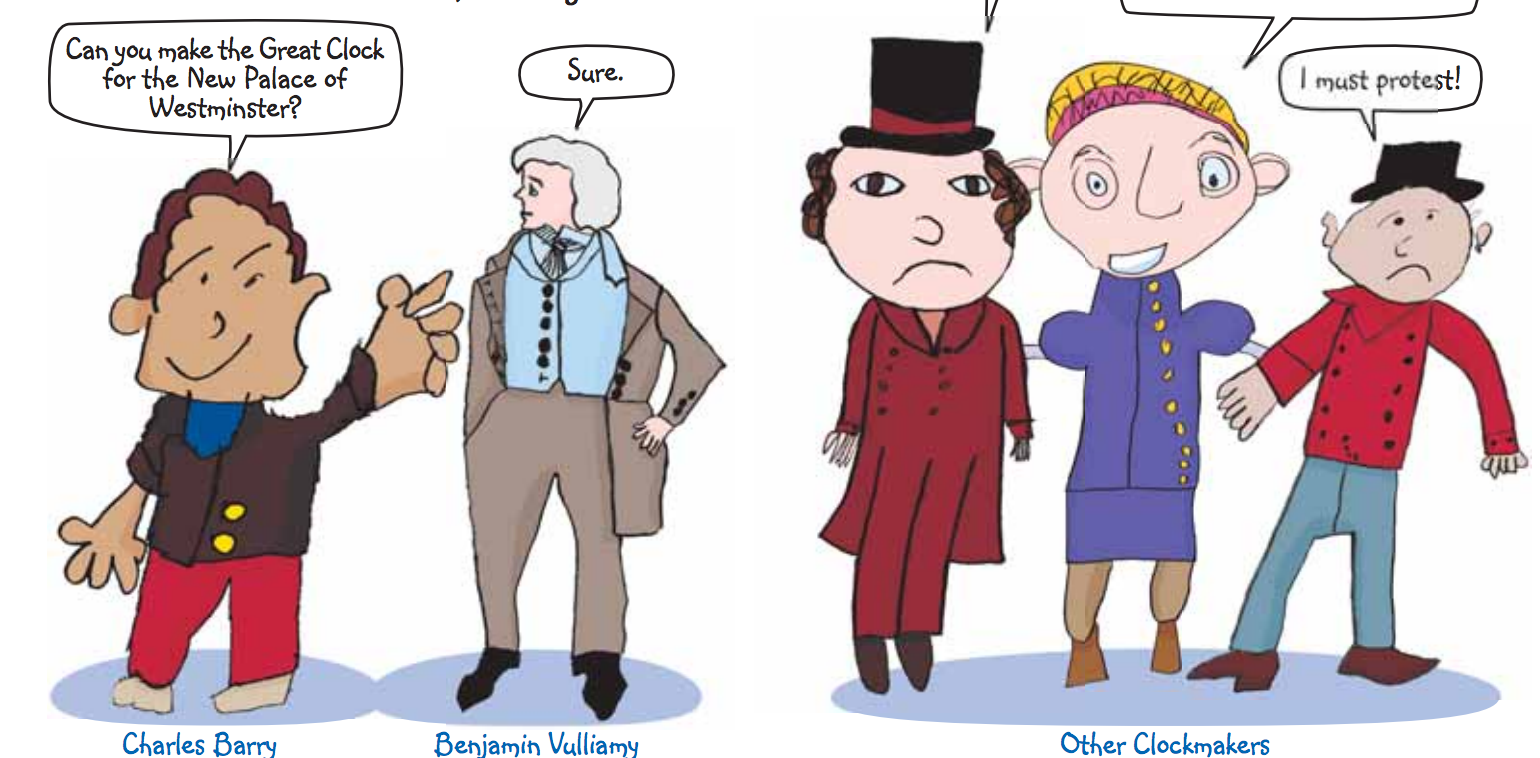 Can you make the Great Clock
for the New Palace of
Westminster?
Sure.
I must protest!
Charles Barry
Benjamin Vulliamy
Other Clockmakers